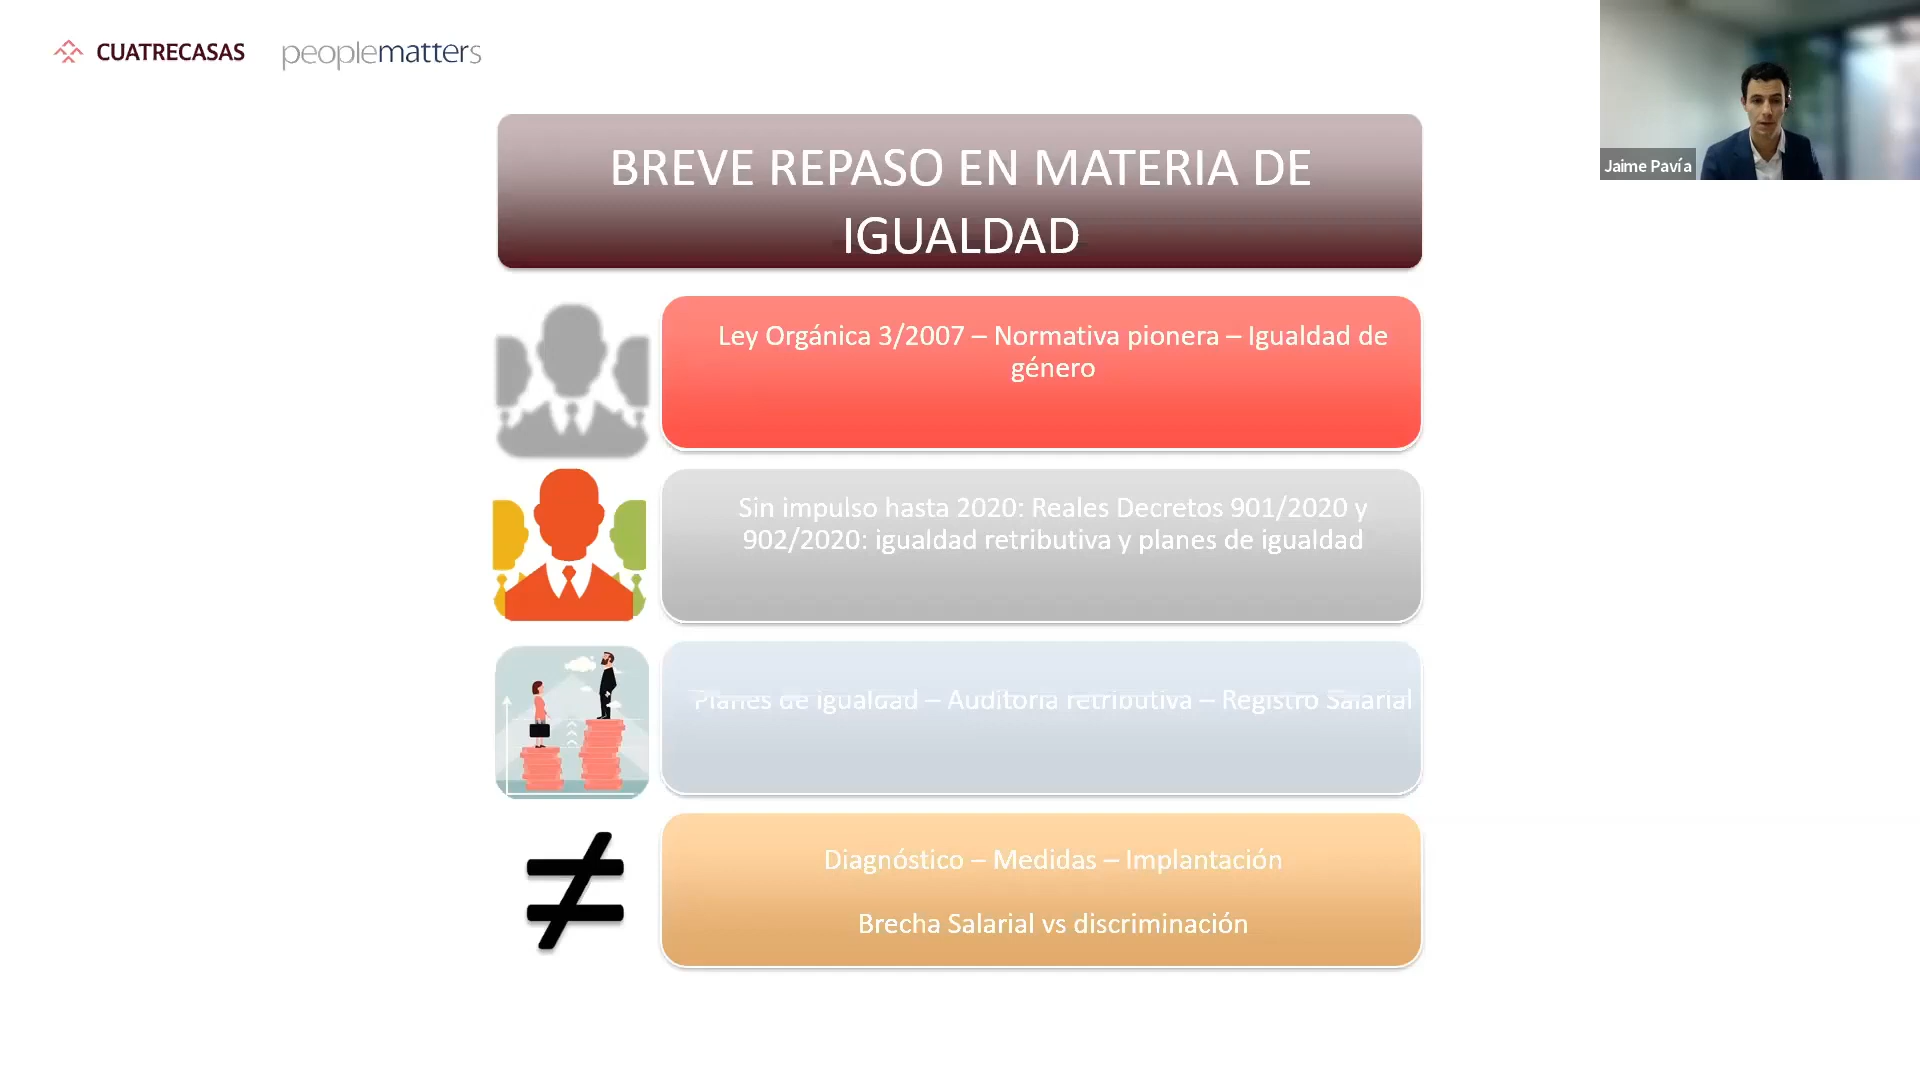 CUATRECASAS
peoplematters
Jaime Pavía
BREVE REPASO EN MATERIA DE
IGUALDAD
Ley Orgánica 3/2007 – Normativa pionera – Igualdad de
género
Sin impulso hasta 2020: Reales Decretos 901/2020 y
902/2020: igualdad retributiva y planes de igualdad
Planes de igualdad – Auditoria retributiva – Registro Salarial
Diagnóstico – Medidas – Implantación
Brecha Salarial vs discriminación